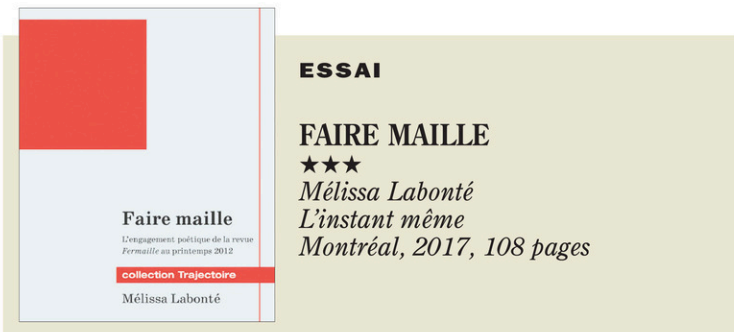 Faire maille
L'engagement poétique de la revue
Fermaille au printemps 2012
collection Trajectoire
Mélissa Labonté
ESSAI
FAIRE MAILLE
★★★
Mélissa Labonté
L'instant même
Montréal, 2017, 108 pages